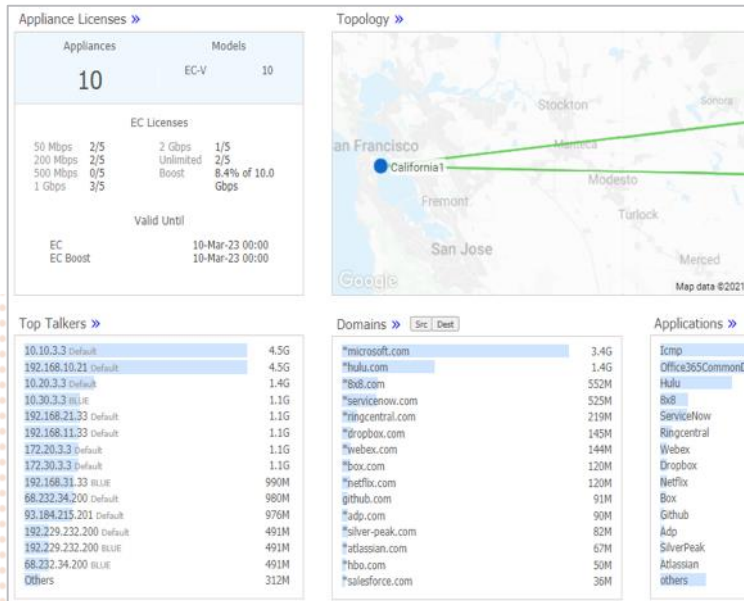 Appliance Licenses »
Appliances Models
10 EC-V 10
EC Licenses
50 Mbps 2/5 2 Gbps 1/5
200 Mbps 2/5 Unlimited 2/5
500 Mbps 0/5 Boost 8.4% of 10.0
1 Gbps 3/5 Gbps
Valid Until
EC 10-Mar-23 00:00
EC Boost 10-Mar-23 00:00
Topology »
Stockton
Sonora
an Francisco
Manteca
California1
Modesto
Fremont
Turlock
San Jose
Merced
Google
Map data ©2021
Top Talkers »
10.10.3.3 Default 4.5G
192.168.10.21 Default 4.5G
10.20.3.3 Default 1.4G
10.30.3.3 BLUE 1.1G
192.168.21.33 Default 1.1G
192.168.11.33 Default 1.1G
172.20.3.3 Default 1.1G
172.30.3.3 Default 1.1G
192.168.31.33 BLUE 990M
68.232.34.200 Default 980M
93.184.215.201 Default 976M
192.229.232.200 Default 491M
192.229.232.200 BLUE 491M
68.232.34.200 BLUE 491M
Others 312M
Domains » Src Dest
*microsoft.com 3.4G
*hulu.com 1.4G
*8x8.com 552M
*servicenow.com 525M
*ringcentral.com 219M
*dropbox.com 145M
*webex.com 144M
*box.com 120M
*netflix.com 120M
github.com 91M
*adp.com 90M
*silver-peak.com 82M
*atlassian.com 67M
*hbo.com 50M
*salesforce.com 36M
Applications »
Icmp
Office365CommonD
Hulu
8x8
ServiceNow
Ringcentral
Webex
Dropbox
Netflix
Box
Github
Adp
SilverPeak
Atlassian
others